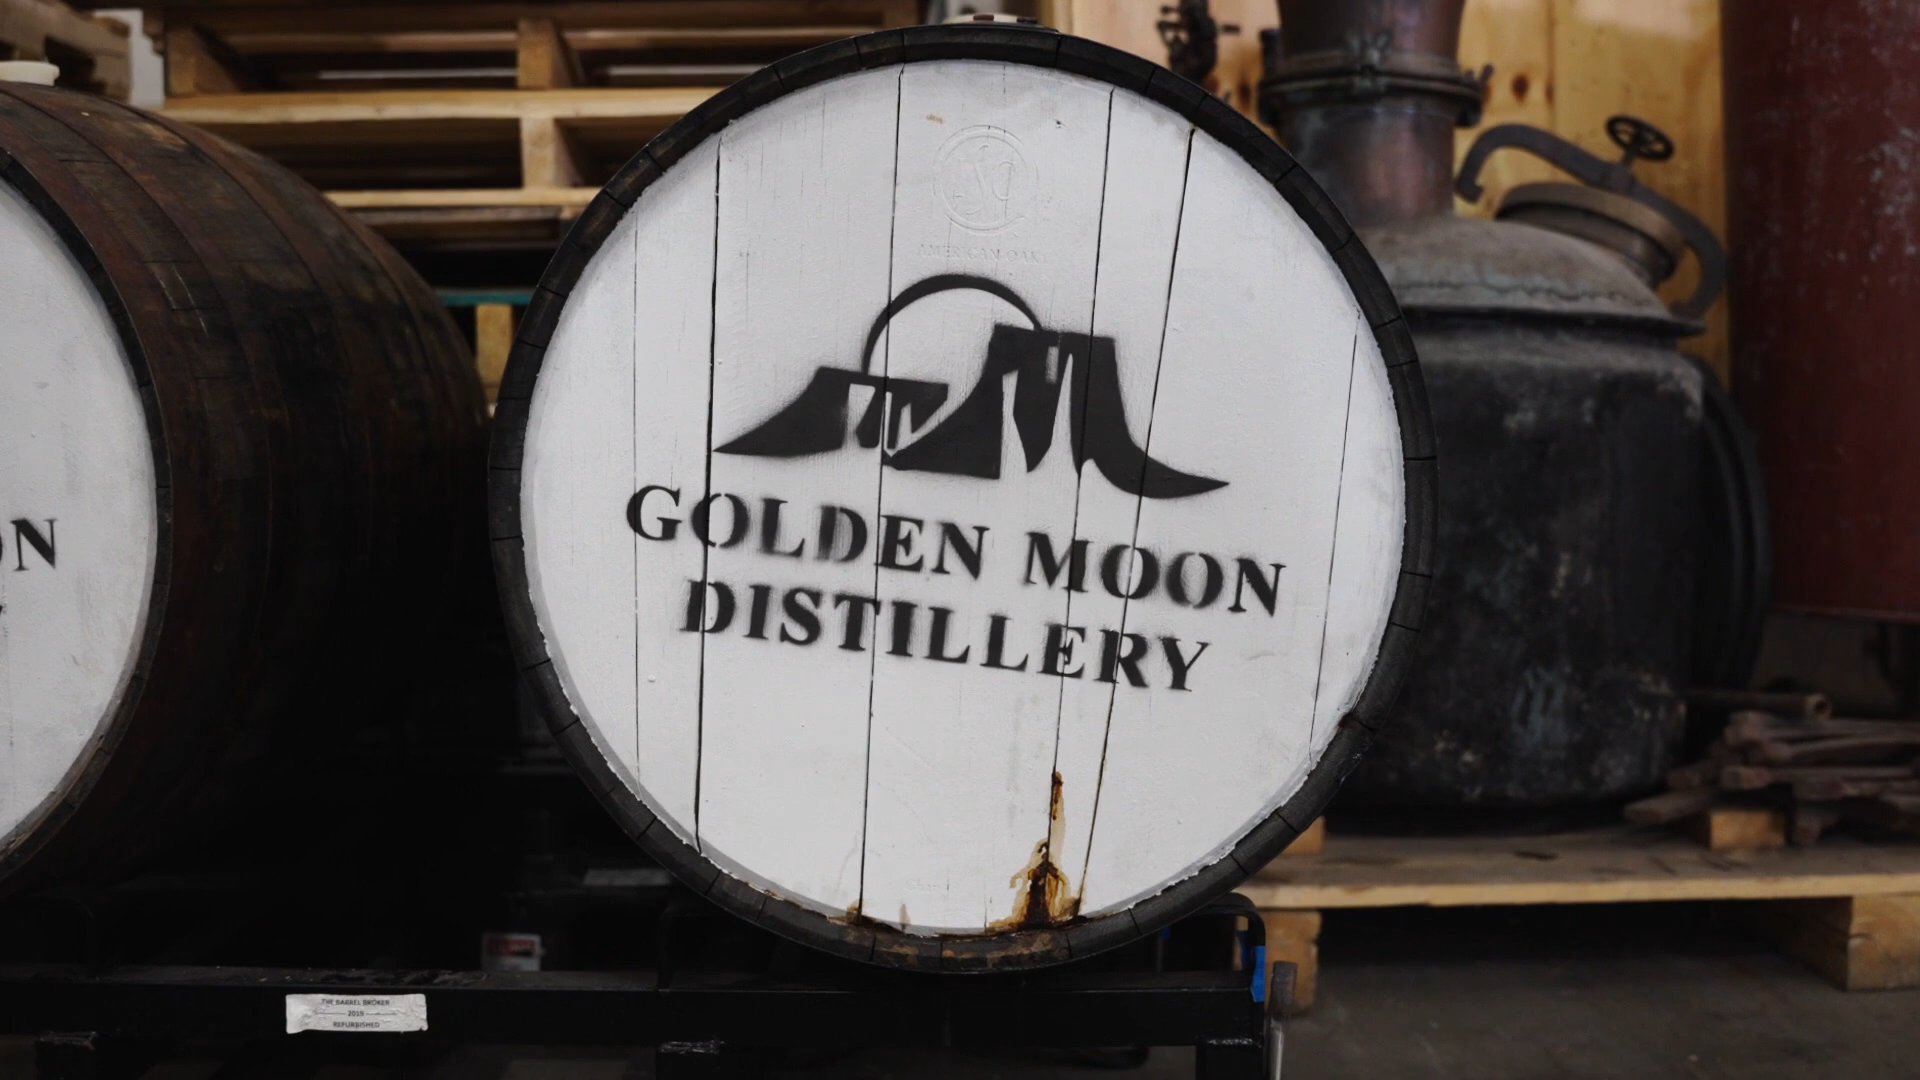 AMERICAN OAK
GOLDEN MOON
DISTILLERY
ON
THE BARREL BROKER
2019
REFURBISHED